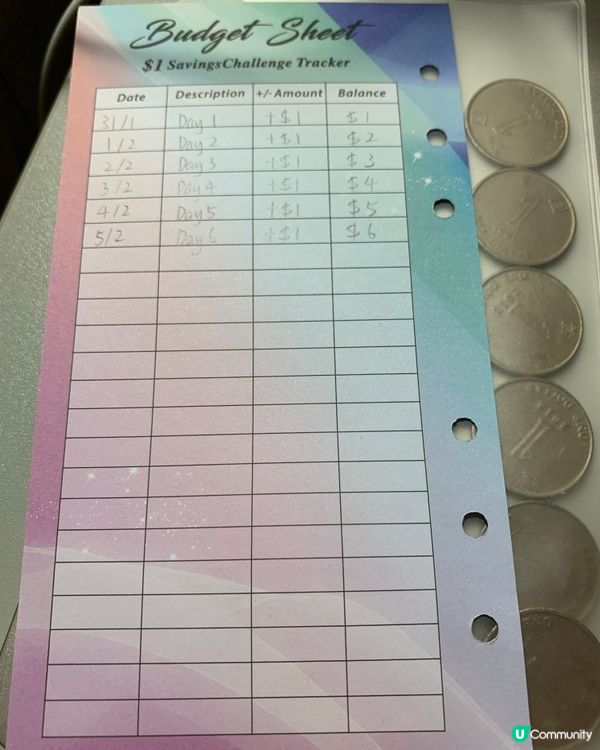 Budget Sheet
$1 SavingsChallenge Tracker
Date Description +/- Amount Balance
31/1 Day 1 +$1 $1
1/2 Day 2 +$1 $2
2/2 Day 3 +$1 $3
3/2 Day 4 +$1 $4
4/2 Day 5 +$1 $5
5/2 Day 6 +$1 $6
U Community